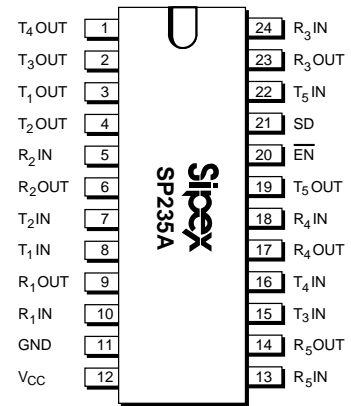 T4OUT 1 24 R3IN
T3OUT 2 23 R3OUT
T1OUT 3 22 T5IN
T2OUT 4 21 SD
R2IN 5 20 E̅N̅
R2OUT 6 19 T5OUT
T2IN 7 18 R4IN
T1IN 8 17 R4OUT
R1OUT 9 16 T4IN
R1IN 10 15 T3IN
GND 11 14 R5OUT
VCC 12 13 R5IN
Sipex
SP235A